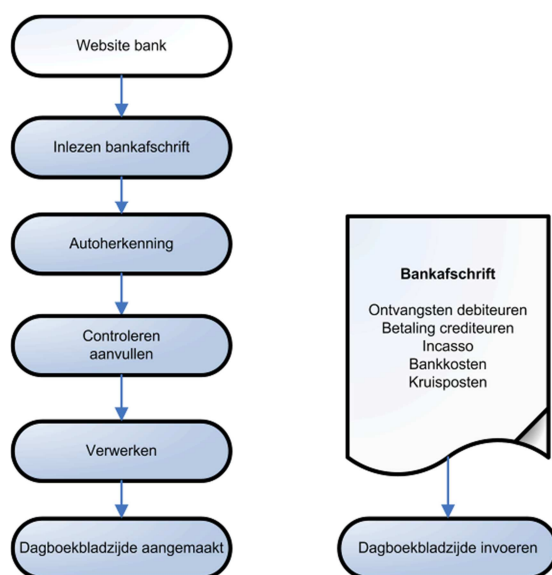 Website bank
Inlezen bankafschrift
Autoherkenning
Controleren
aanvullen
Verwerken
Dagboekbladzijde aangemaakt
Bankafschrift
Ontvangsten debiteuren
Betaling crediteuren
Incasso
Bankkosten
Kruisposten
Dagboekbladzijde invoeren